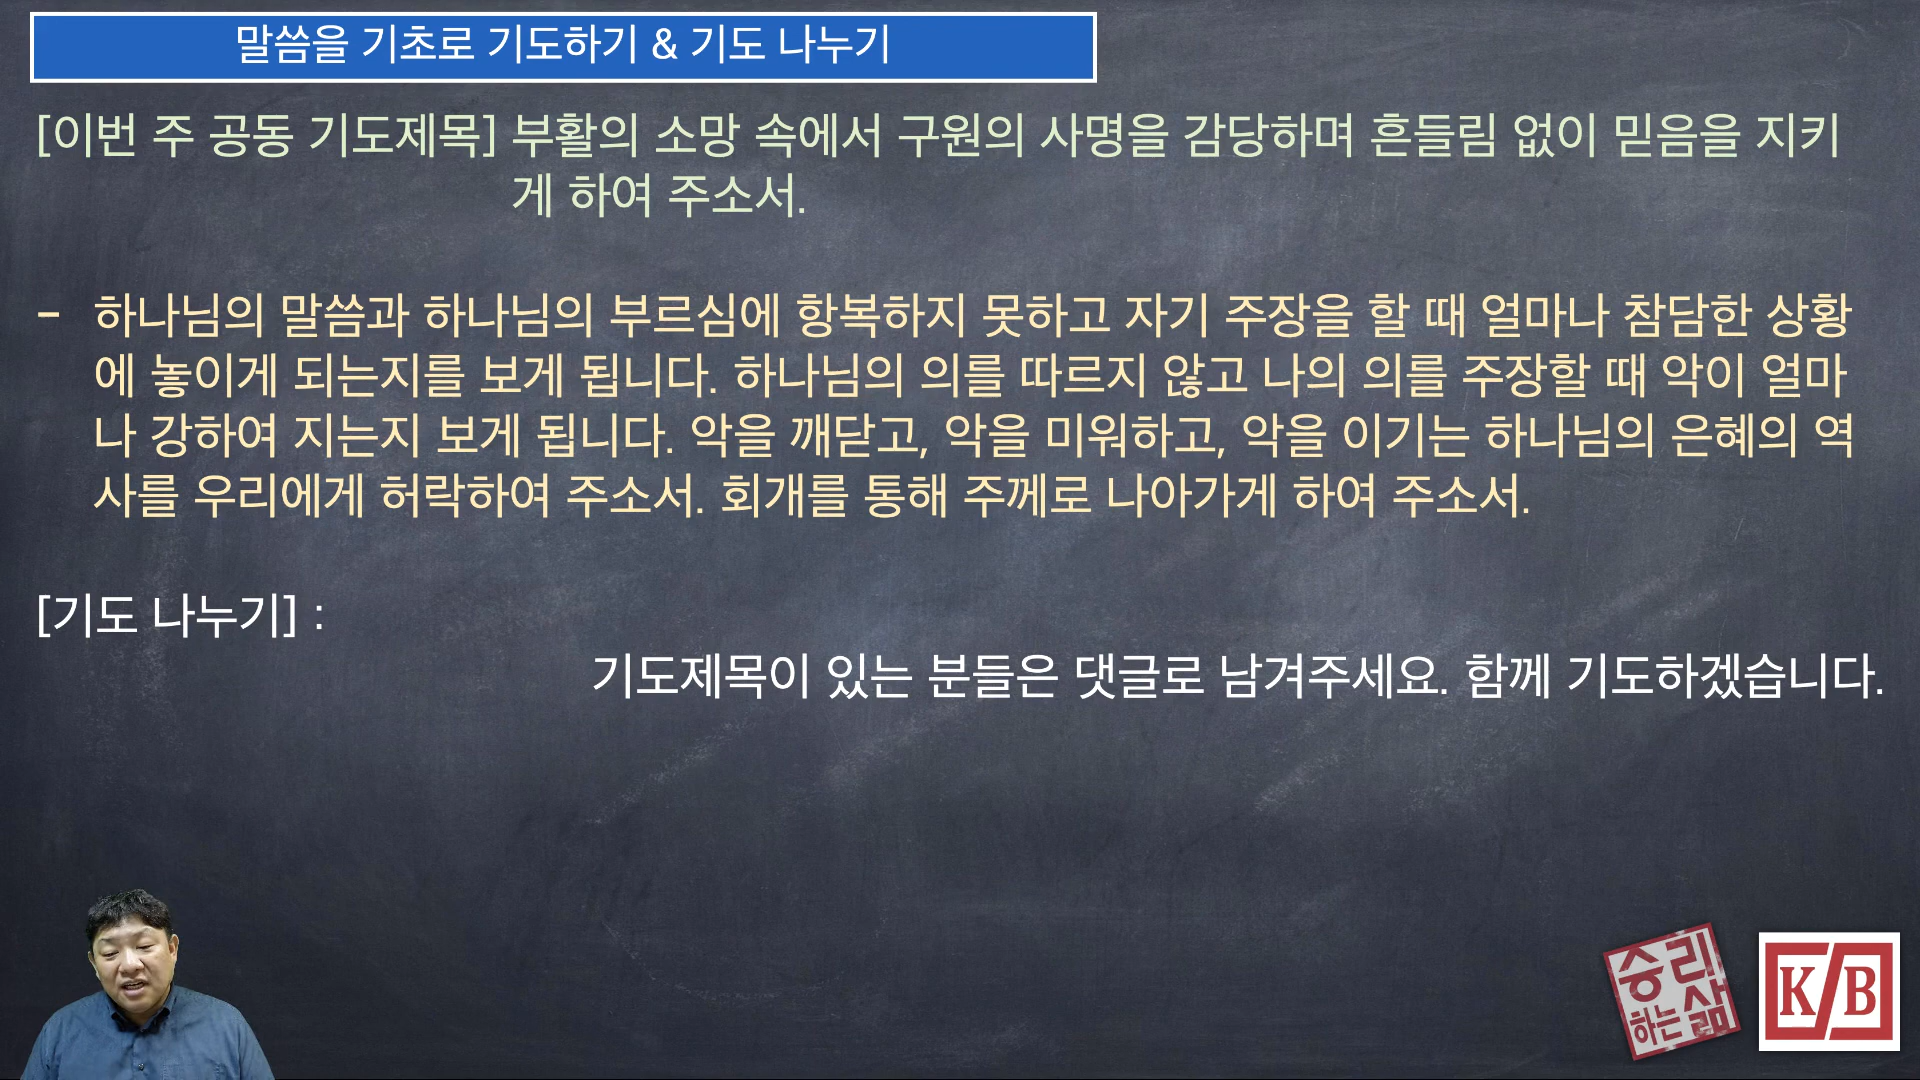 말씀을 기초로 기도하기 & 기도 나누기
[이번 주 공동 기도제목] 부활의 소망 속에서 구원의 사명을 감당하며 흔들림 없이 믿음을 지키
게 하여 주소서.
- 하나님의 말씀과 하나님의 부르심에 항복하지 못하고 자기 주장을 할 때 얼마나 참담한 상황
에 놓이게 되는지를 보게 됩니다. 하나님의 의를 따르지 않고 나의 의를 주장할 때 악이 얼마
나 강하여 지는지 보게 됩니다. 악을 깨닫고, 악을 미워하고, 악을 이기는 하나님의 은혜의 역
사를 우리에게 허락하여 주소서. 회개를 통해 주께로 나아가게 하여 주소서.
[기도 나누기] :
기도제목이 있는 분들은 댓글로 남겨주세요. 함께 기도하겠습니다.
승리
하는 삶
K/B